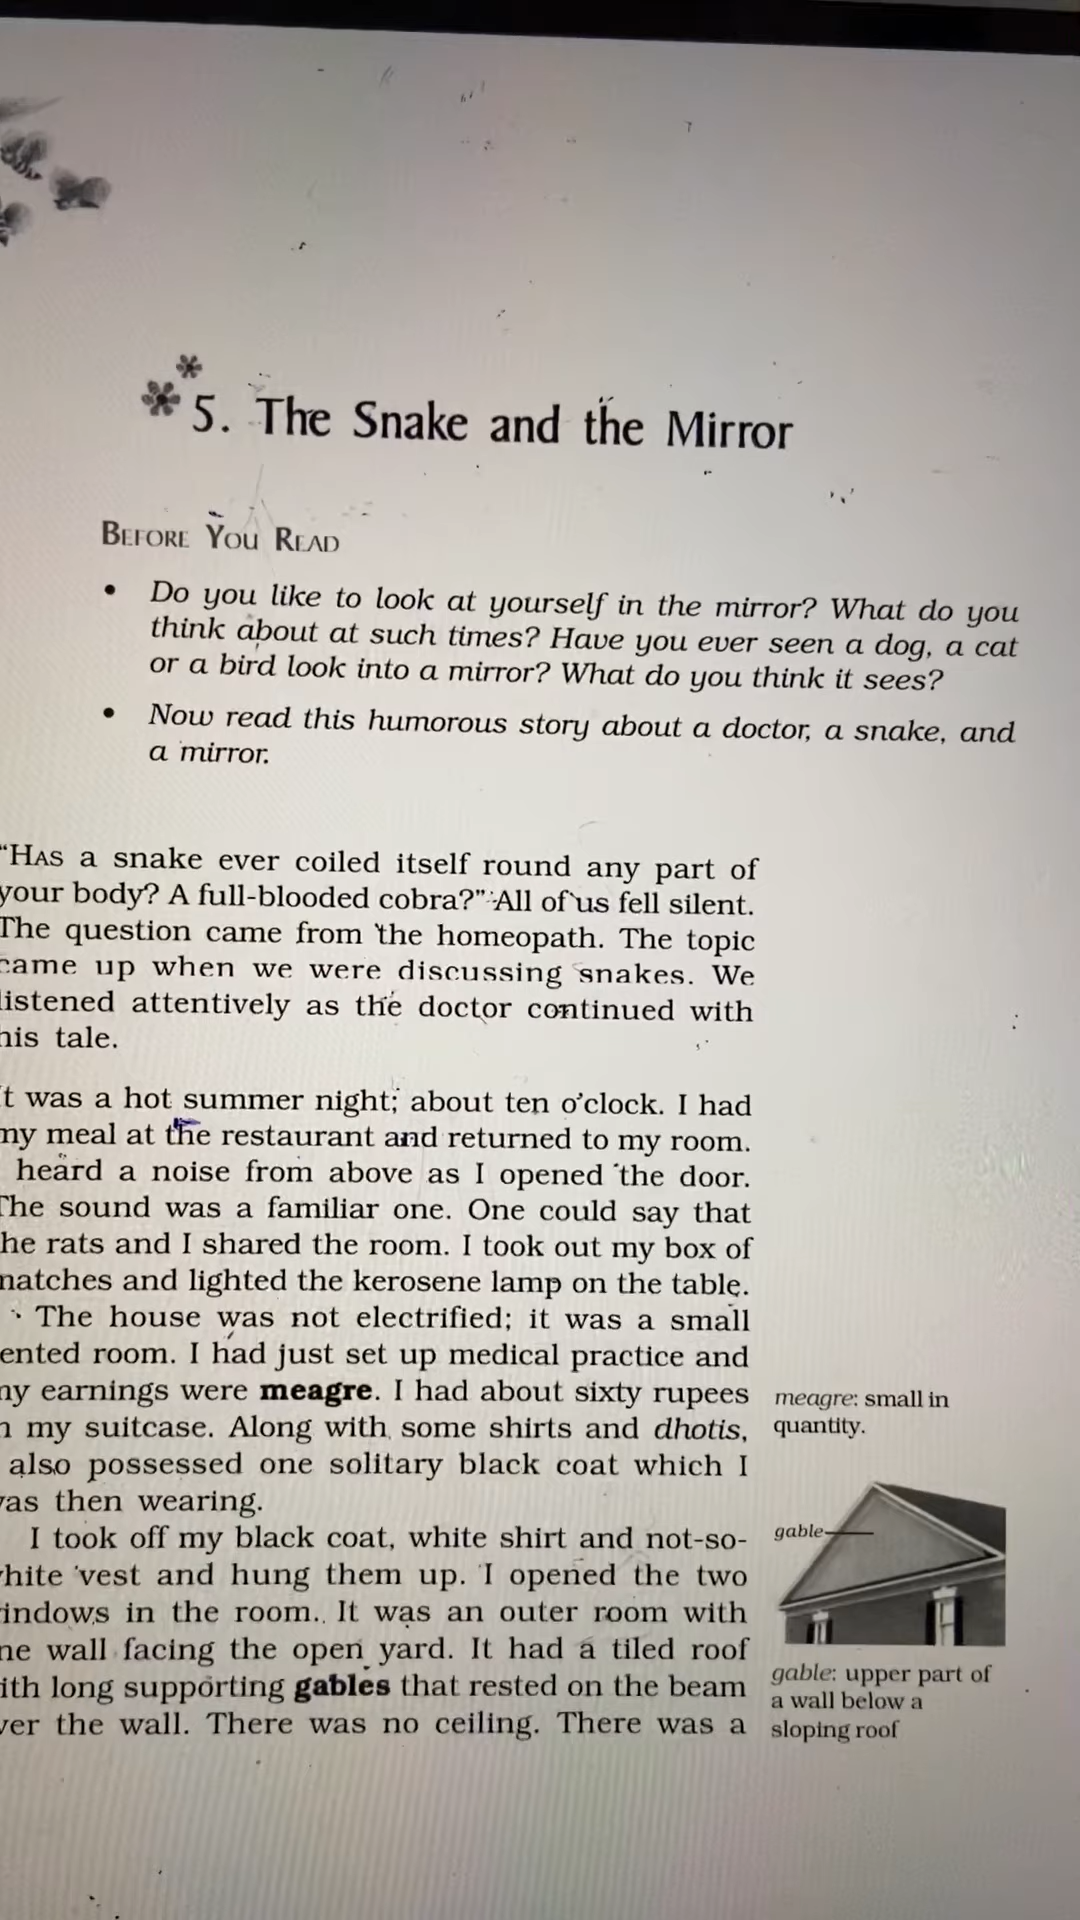 5. The Snake and the Mirror
BEFORE YOU READ
• Do you like to look at yourself in the mirror? What do you
think about at such times? Have you ever seen a dog, a cat
or a bird look into a mirror? What do you think it sees?
• Now read this humorous story about a doctor, a snake, and
a mirror.
“HAS a snake ever coiled itself round any part of
your body? A full-blooded cobra?” All of us fell silent.
The question came from the homeopath. The topic
came up when we were discussing snakes. We
listened attentively as the doctor continued with
his tale.
t was a hot summer night; about ten o’clock. I had
my meal at the restaurant and returned to my room.
heard a noise from above as I opened the door.
The sound was a familiar one. One could say that
he rats and I shared the room. I took out my box of
matches and lighted the kerosene lamp on the table.
The house was not electrified; it was a small
ented room. I had just set up medical practice and
my earnings were meagre. I had about sixty rupees
n my suitcase. Along with some shirts and dhotis,
also possessed one solitary black coat which I
was then wearing.
I took off my black coat, white shirt and not-so-
hite vest and hung them up. I opened the two
indows in the room. It was an outer room with
ne wall facing the open yard. It had a tiled roof
ith long supporting gables that rested on the beam
ver the wall. There was no ceiling. There was a
meagre: small in
quantity.
gable
gable: upper part of
a wall below a
sloping roof